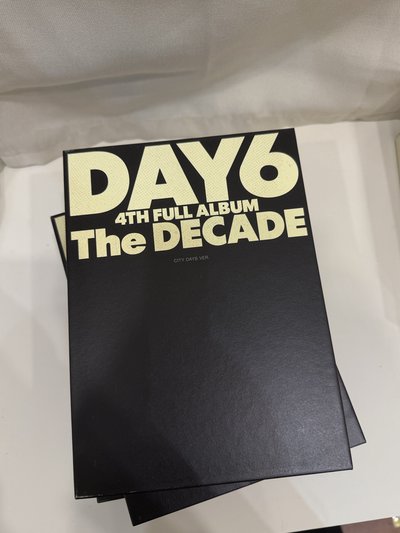 DAY6
4TH FULL ALBUM
The DECADE
CITY DAYS VER.